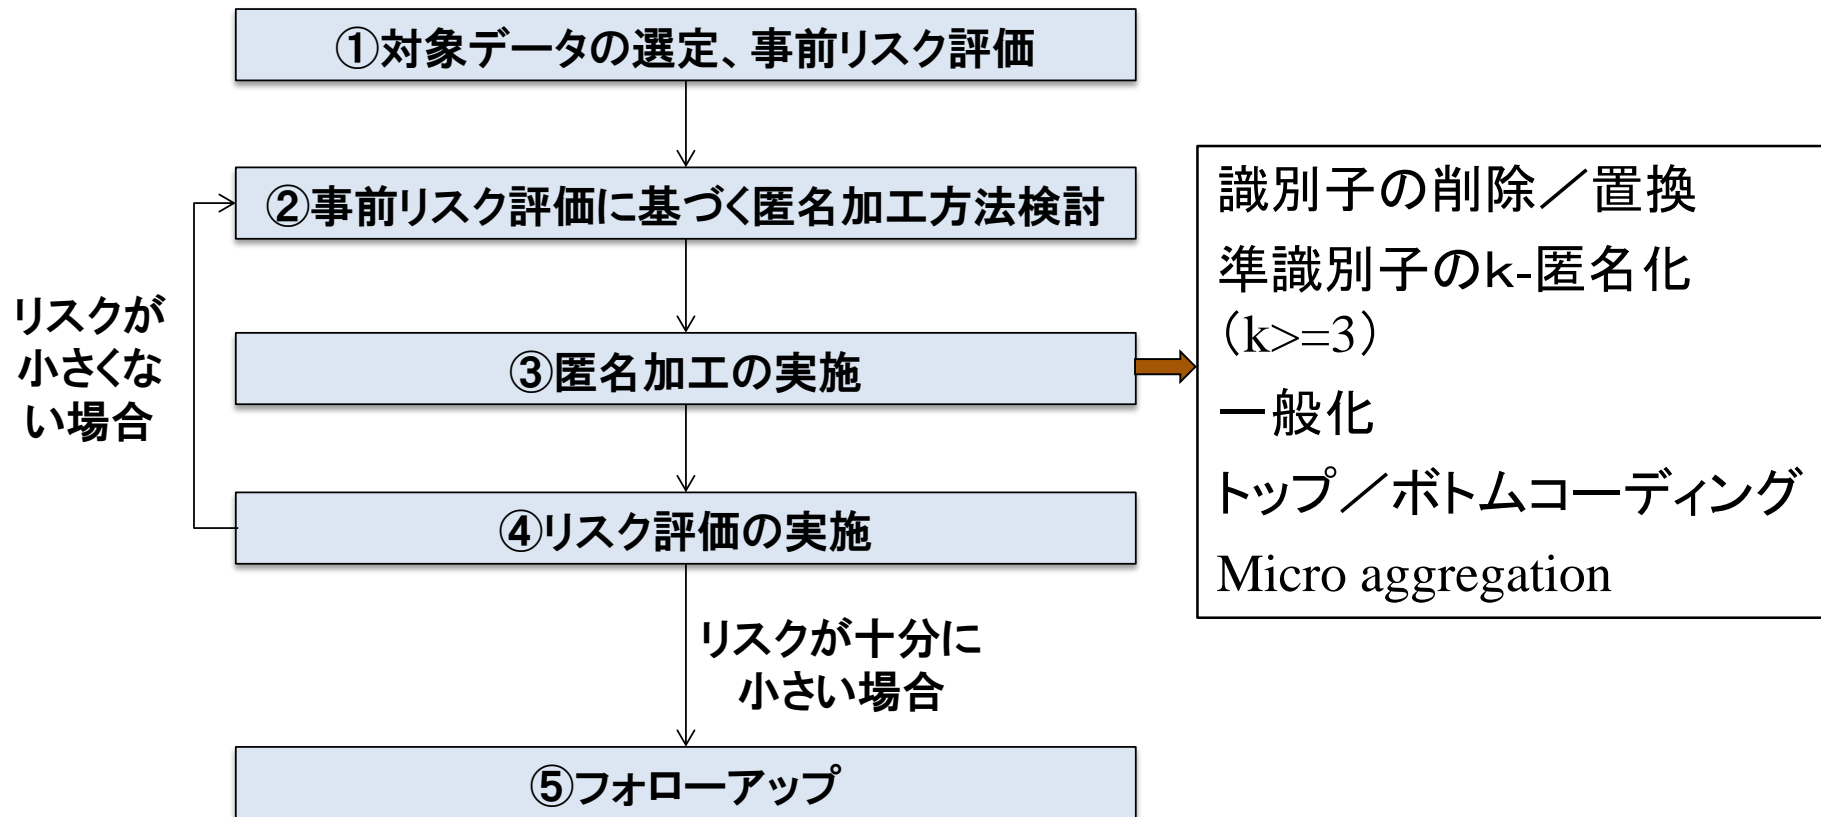 ①対象データの選定、事前リスク評価
②事前リスク評価に基づく匿名加工方法検討
リスクが
小さくな
い場合
③匿名加工の実施
④リスク評価の実施
リスクが十分に
小さい場合
⑤フォローアップ
識別子の削除／置換
準識別子のk-匿名化
（k>=3）
一般化
トップ／ボトムコーディング
Micro aggregation